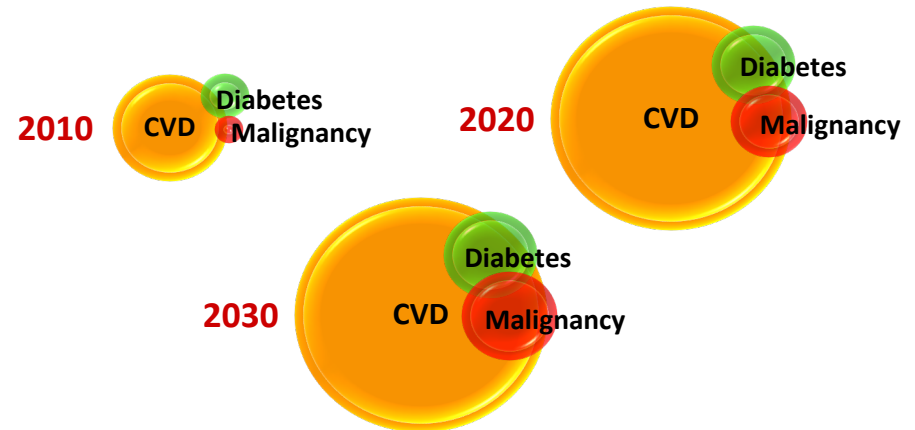 2010
CVD
Diabetes
Malignancy
2020
CVD
Diabetes
Malignancy
2030
CVD
Diabetes
Malignancy